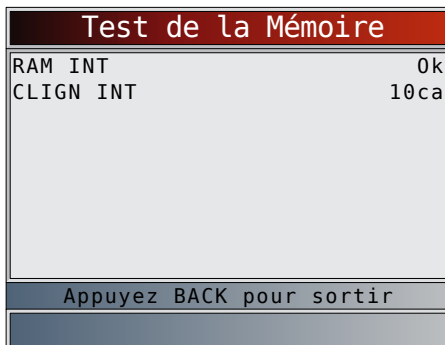 Test de la Mémoire
RAM INT Ok
CLIGN INT 10ca
Appuyez BACK pour sortir